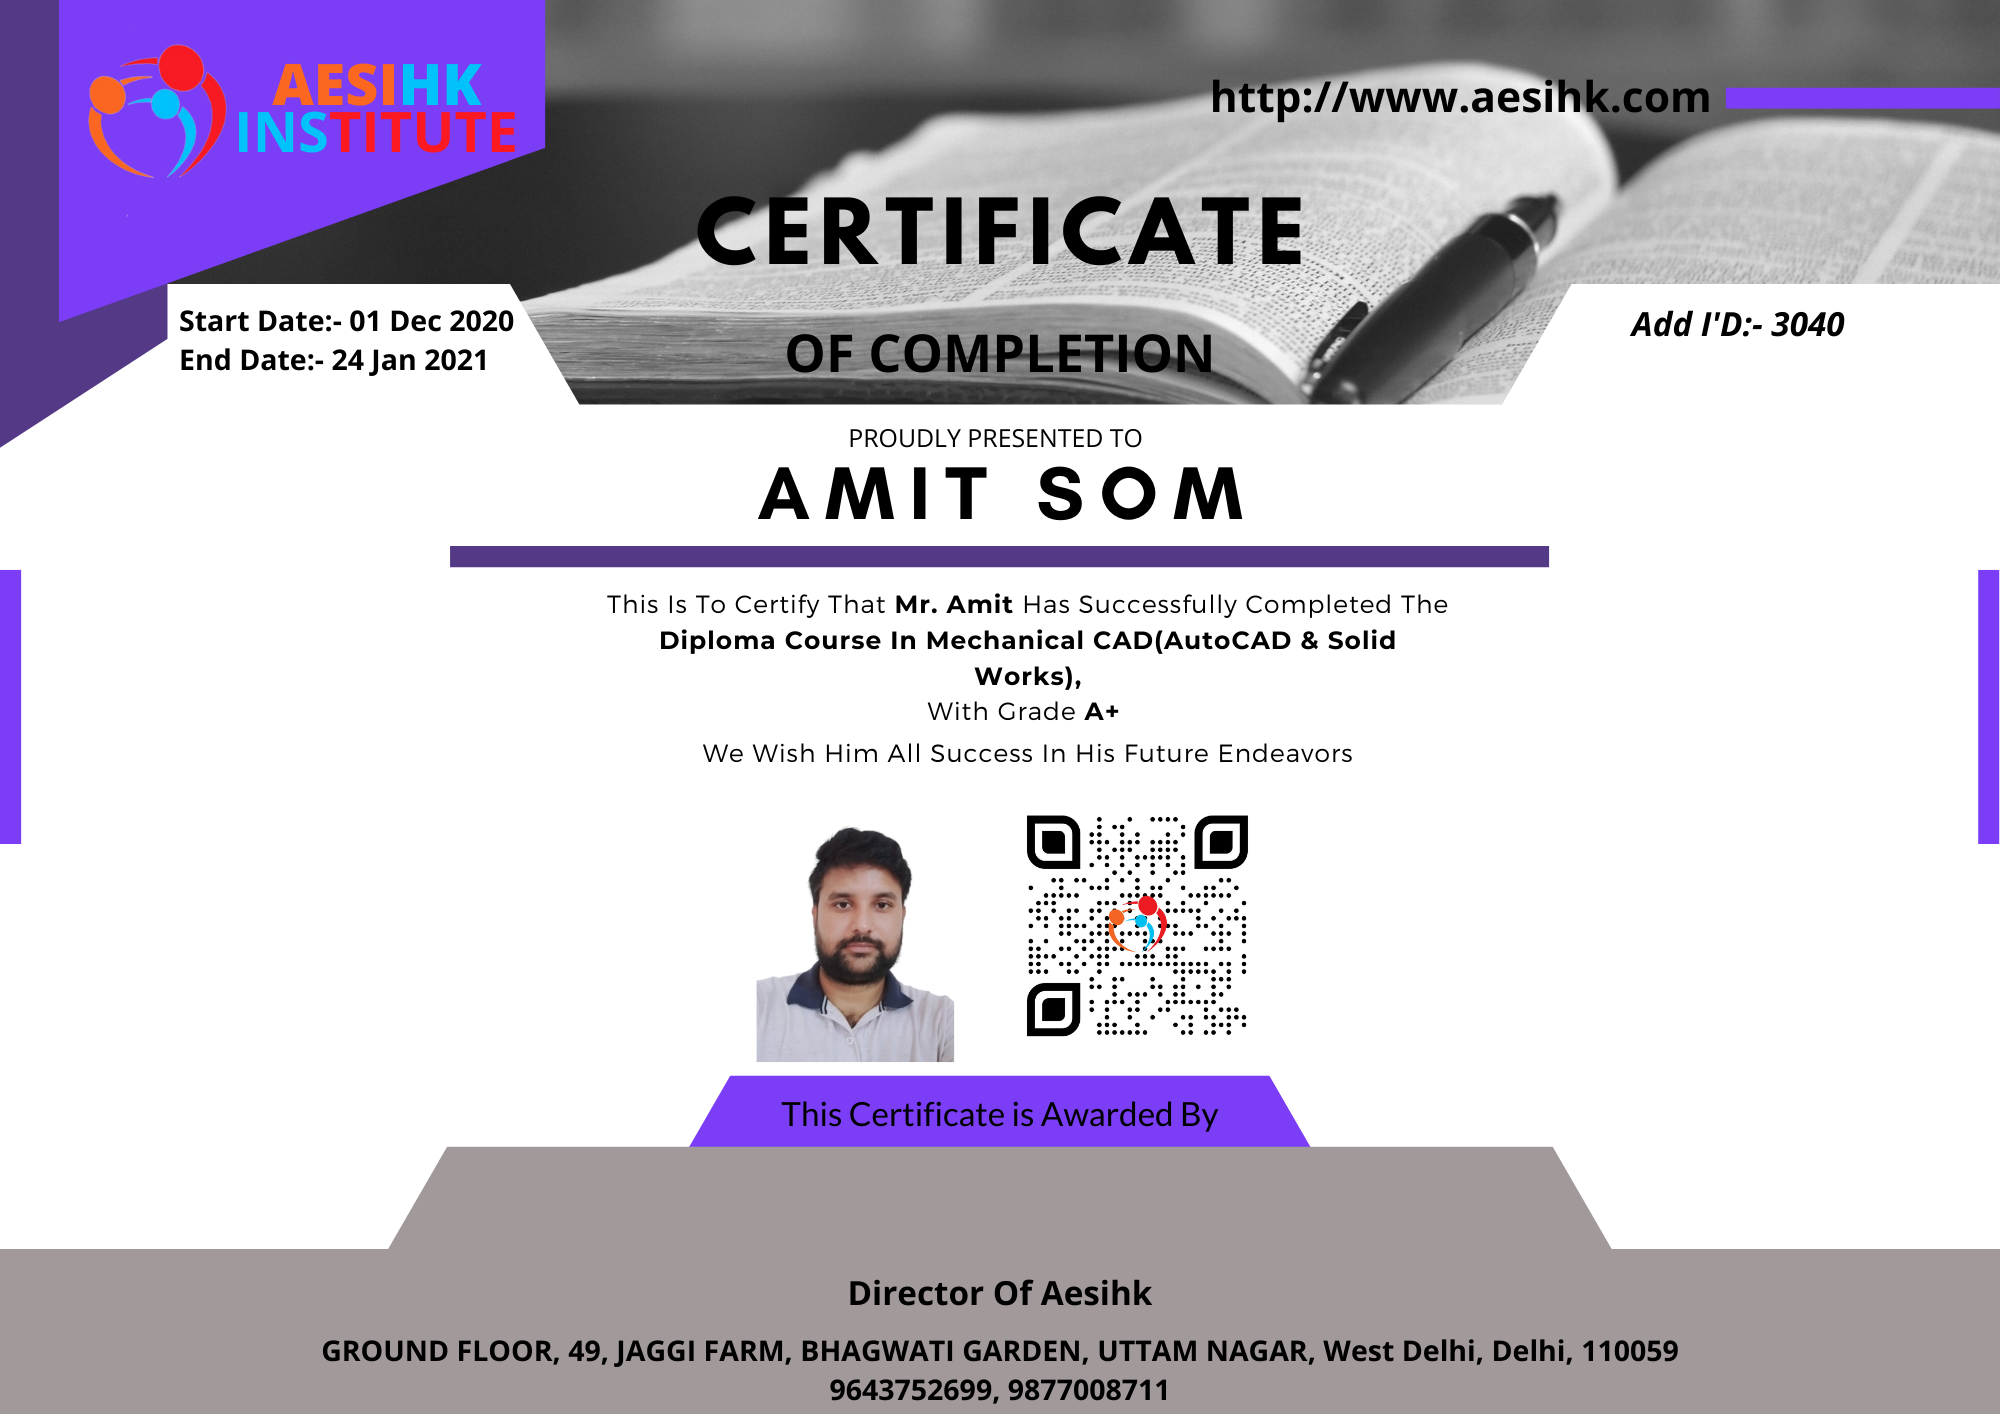 AESIHK
INSTITUTE
http://www.aesihk.com
CERTIFICATE
Start Date:- 01 Dec 2020
End Date:- 24 Jan 2021
Add I'D:- 3040
OF COMPLETION
PROUDLY PRESENTED TO
AMIT SOM
This Is To Certify That Mr. Amit Has Successfully Completed The
Diploma Course In Mechanical CAD(AutoCAD & Solid
Works),
With Grade A+
We Wish Him All Success In His Future Endeavors
This Certificate is Awarded By
Director Of Aesihk
GROUND FLOOR, 49, JAGGI FARM, BHAGWATI GARDEN, UTTAM NAGAR, West Delhi, Delhi, 110059
9643752699, 9877008711